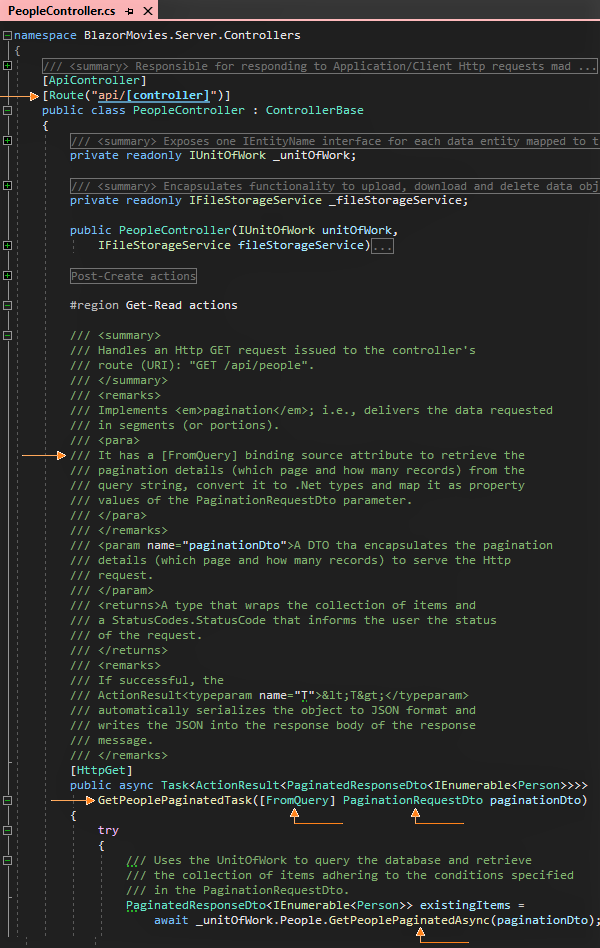 PeopleController.cs
namespace BlazorMovies.Server.Controllers
{
/// <summary> Responsible for responding to Application/Client Http requests mad ...
[ApiController]
[Route("api/[controller]")]
public class PeopleController : ControllerBase
{
/// <summary> Exposes one IEntityName interface for each data entity mapped to t
private readonly IUnitOfWork _unitOfWork;
/// <summary> Encapsulates functionality to upload, download and delete data obj
private readonly IFileStorageService _fileStorageService;
public PeopleController(IUnitOfWork unitOfWork,
IFileStorageService fileStorageService)...
Post-Create actions
#region Get-Read actions
/// <summary>
/// Handles an Http GET request issued to the controller's
/// route (URI): "GET /api/people".
/// </summary>
/// <remarks>
/// Implements <em>pagination</em>; i.e., delivers the data requested
/// in segments (or portions).
/// <para>
/// It has a [FromQuery] binding source attribute to retrieve the
/// pagination details (which page and how many records) from the
/// query string, convert it to .Net types and map it as property
/// values of the PaginationRequestDto parameter.
/// </para>
/// </remarks>
/// <param name="paginationDto">A DTO tha encapsulates the pagination
/// details (which page and how many records) to serve the Http
/// request.
/// </param>
/// <returns>A type that wraps the collection of items and
/// a StatusCodes.StatusCode that informs the user the status
/// of the request.
/// </returns>
/// <remarks>
/// If successful, the
/// ActionResult<typeparam name="T">&lt;T&gt;</typeparam>
/// automatically serializes the object to JSON format and
/// writes the JSON into the response body of the response
/// message.
/// </remarks>
[HttpGet]
public async Task<ActionResult<PaginatedResponseDto<IEnumerable<Person>>>>
GetPeoplePaginatedTask([FromQuery] PaginationRequestDto paginationDto)
{
try
{
/// Uses the UnitOfWork to query the database and retrieve
/// the collection of items adhering to the conditions specified
/// in the PaginationRequestDto.
PaginatedResponseDto<IEnumerable<Person>> existingItems =
await _unitOfWork.People.GetPeoplePaginatedAsync(paginationDto);